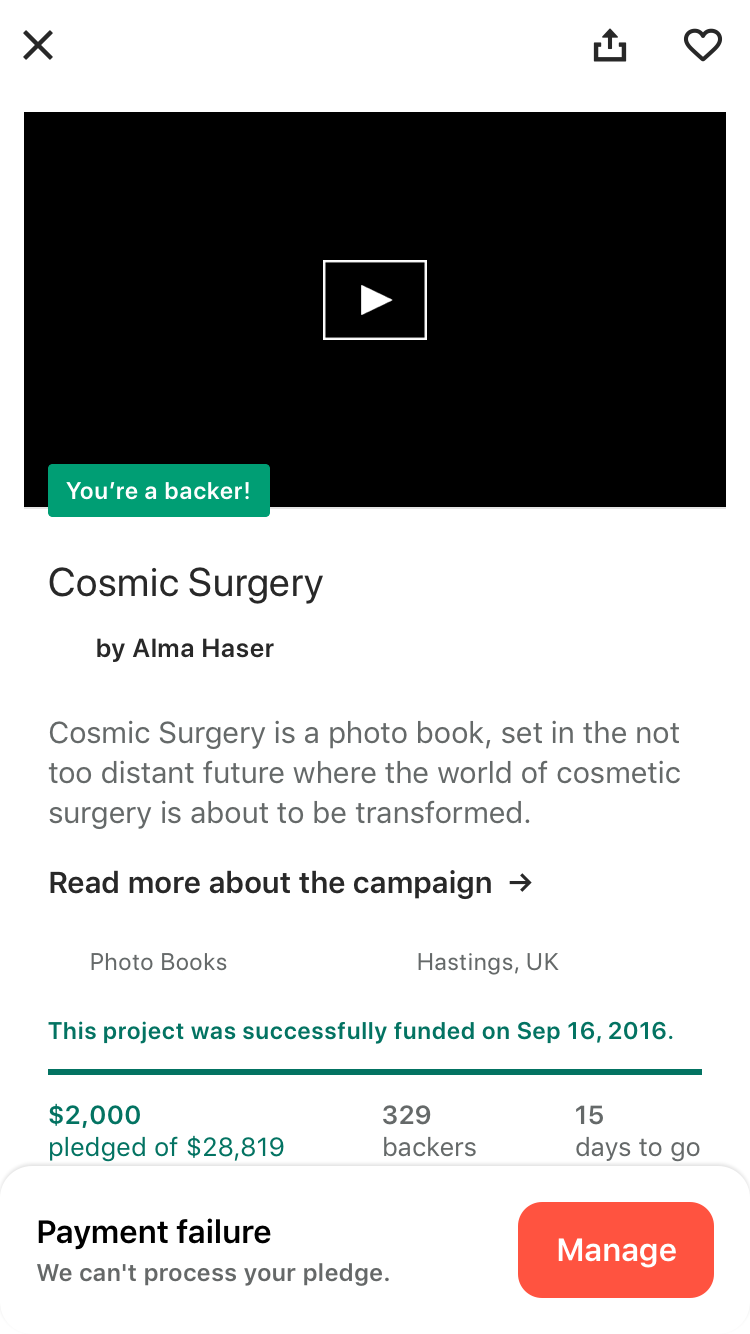 You’re a backer!
Cosmic Surgery
by Alma Haser
Cosmic Surgery is a photo book, set in the not
too distant future where the world of cosmetic
surgery is about to be transformed.
Read more about the campaign →
Photo Books
Hastings, UK
This project was successfully funded on Sep 16, 2016.
$2,000
pledged of $28,819
329
backers
15
days to go
Payment failure
We can't process your pledge.
Manage